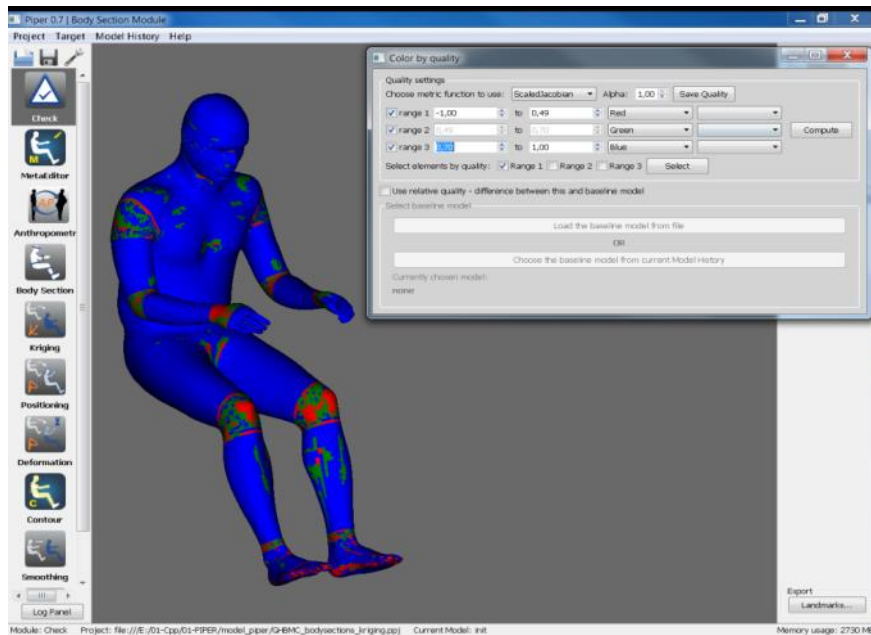 Piper 0.7 | Body Section Module
Project Target Model History Help
Check
MetaEditor
Anthropometr
Body Section
Kriging
Positioning
Deformation
Contour
Smoothing
Log Panel
Color by quality
Quality settings
Choose metric function to use: ScaledJacobian Alpha: 1,00 Save Quality
range 1 -1,00 to 0,49 Red
range 2 0,49 to 0,70 Green Compute
range 3 0,70 to 1,00 Blue
Select elements by quality: Range 1 Range 2 Range 3 Select
Use relative quality - difference between this and baseline model
Select baseline model
Load the baseline model from file
OR
Choose the baseline model from current Model History
Currently chosen model:
none
Export
Landmarks...
Module: Check Project: file:///E:/01-Cpp/01-PIPER/model_piper/GHBMC_bodysections_kriging.ppj Current Model: init Memory usage: 2730 M